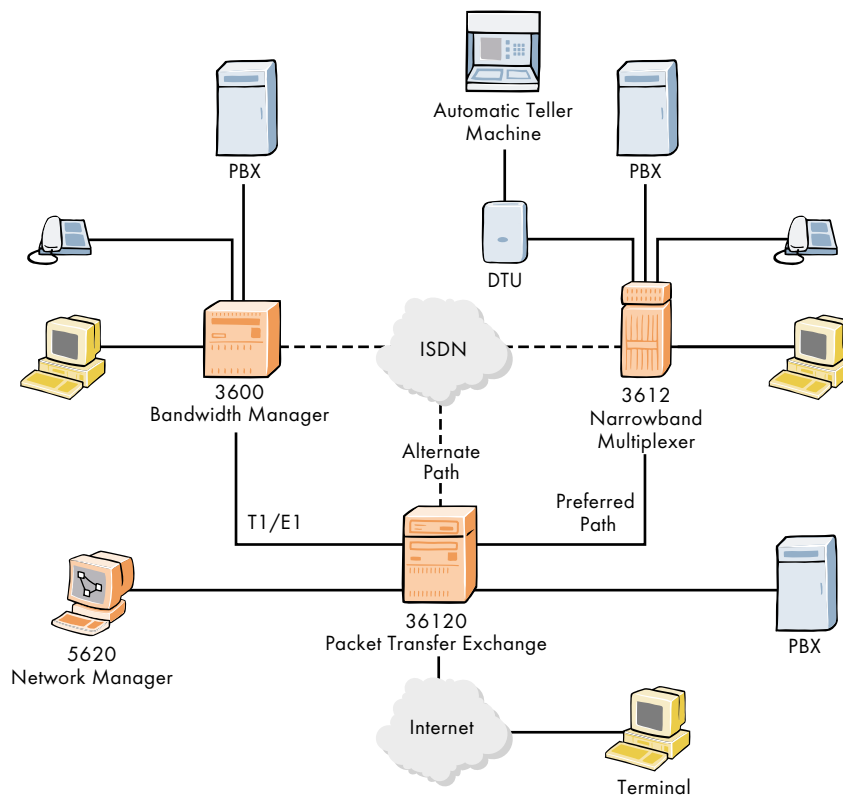 Automatic Teller
Machine
PBX
PBX
DTU
ISDN
3600
Bandwidth Manager
3612
Narrowband
Multiplexer
Alternate
Path
Preferred
Path
T1/E1
36120
Packet Transfer Exchange
5620
Network Manager
PBX
Internet
Terminal